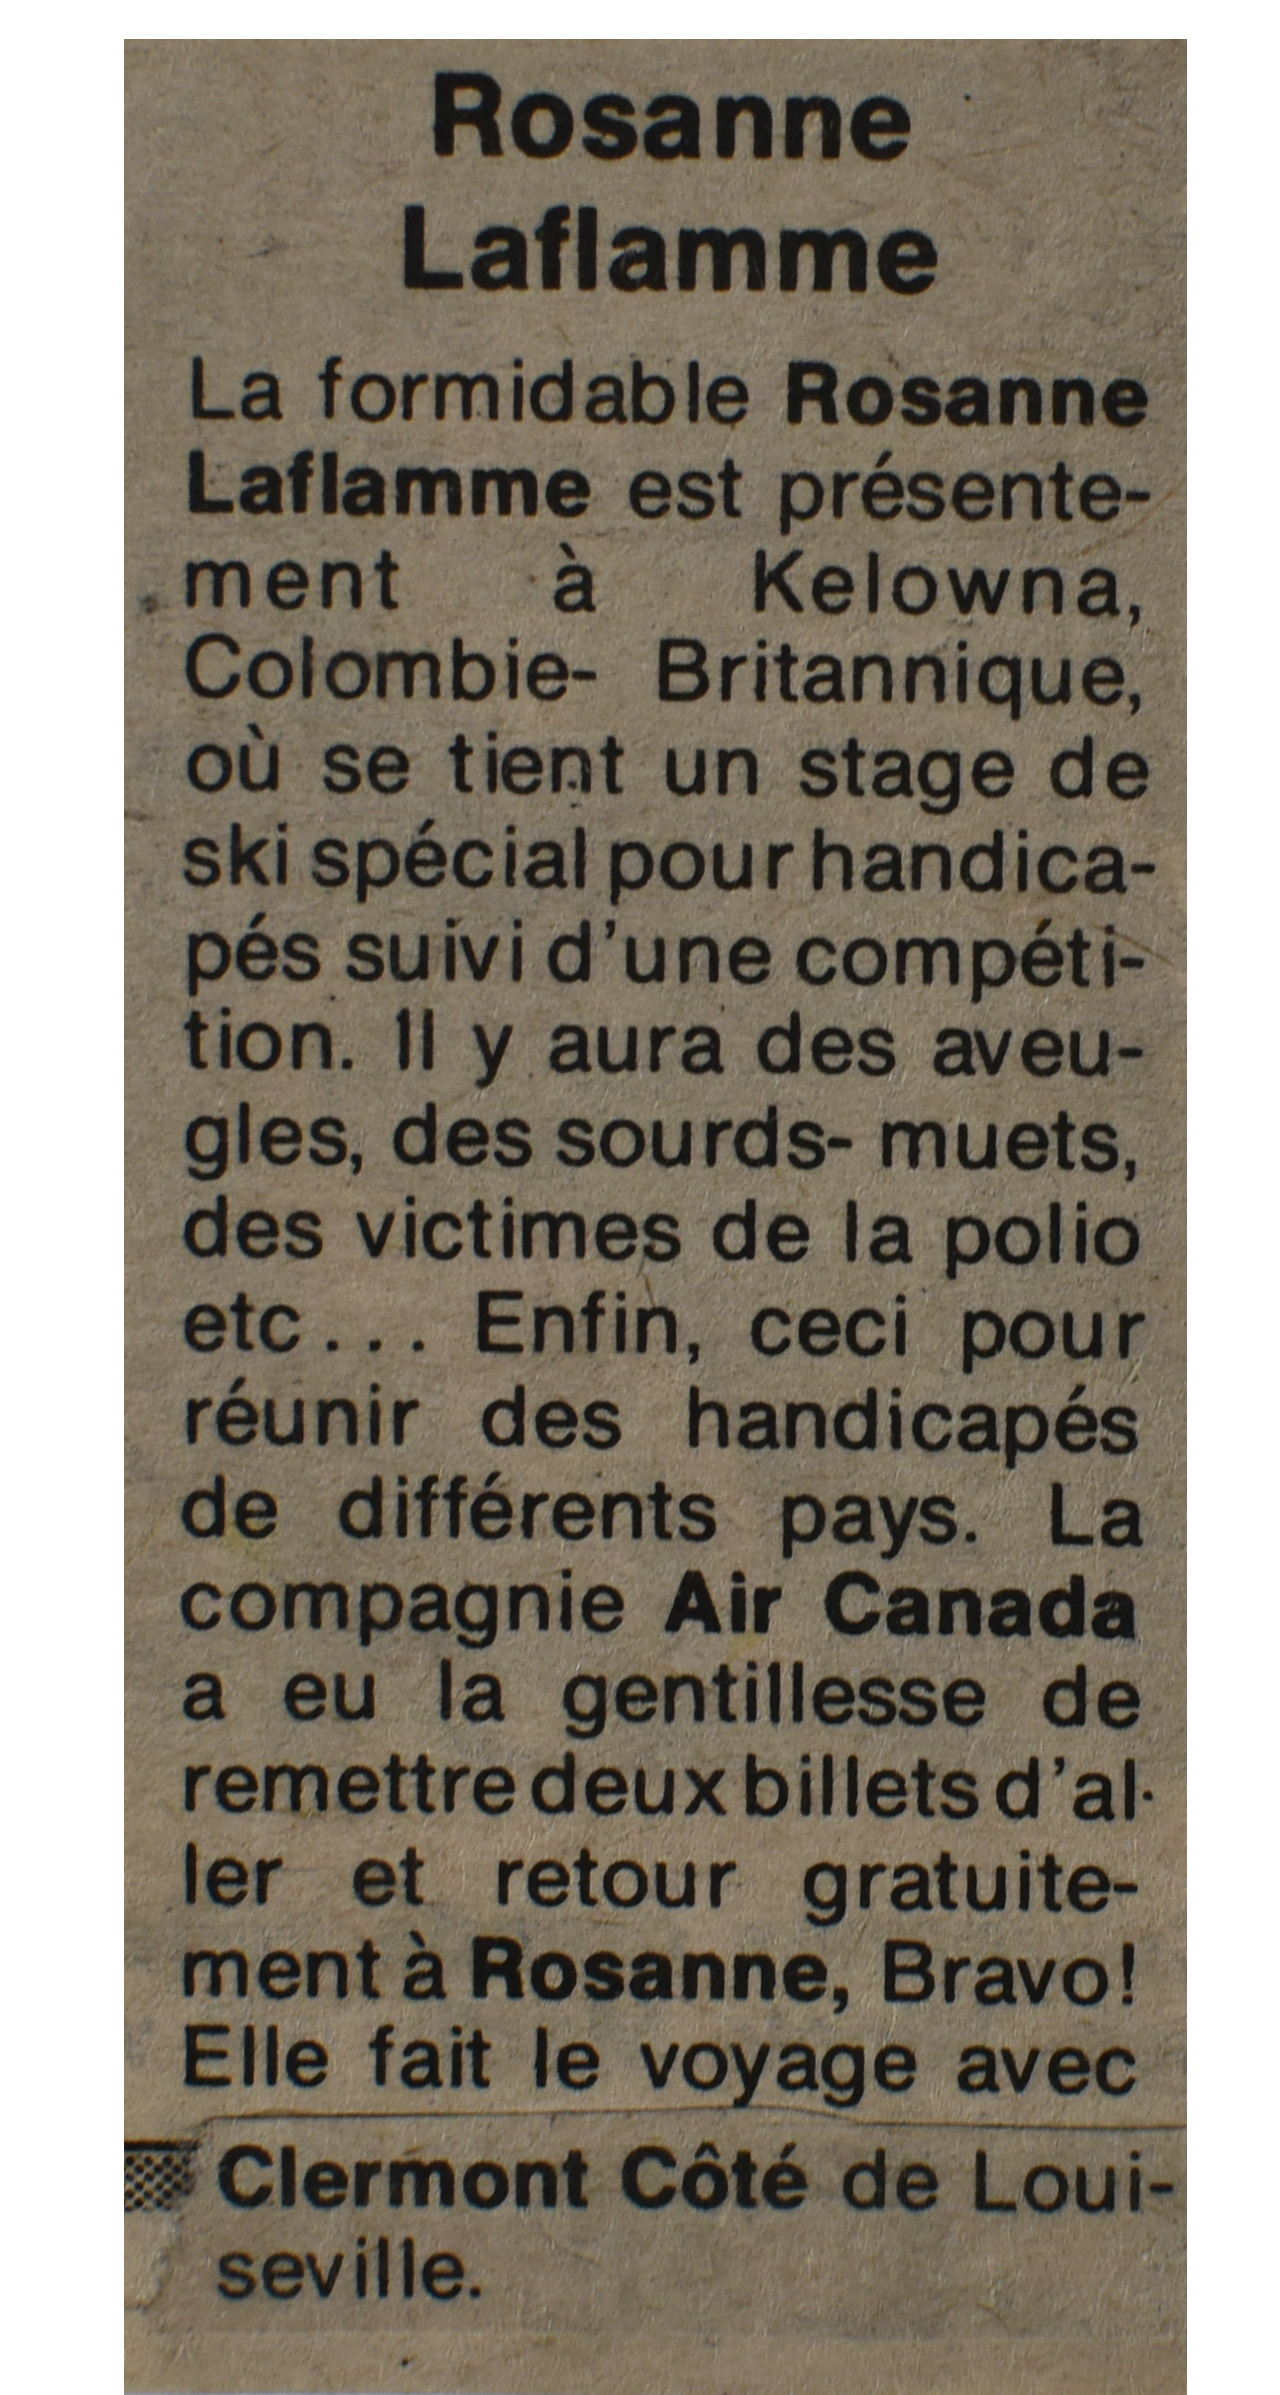 Rosanne
Laflamme
La formidable Rosanne
Laflamme est présente-
ment à Kelowna,
Colombie- Britannique,
où se tient un stage de
ski spécial pour handica-
pés suivi d'une compéti-
tion. Il y aura des aveu-
gles, des sourds- muets,
des victimes de la polio
etc... Enfin, ceci pour
réunir des handicapés
de différents pays. La
compagnie Air Canada
a eu la gentillesse de
remettre deux billets d'al-
ler et retour gratuite-
ment à Rosanne, Bravo!
Elle fait le voyage avec
Clermont Côté de Loui-
seville.